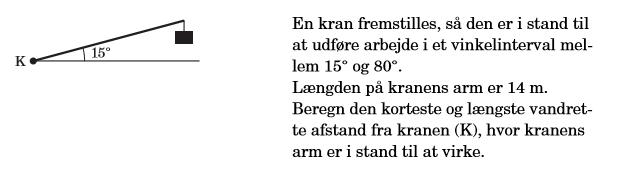 K
15°
En kran fremstilles, så den er i stand til
at udføre arbejde i et vinkelinterval mel-
lem 15° og 80°.
Længden på kranens arm er 14 m.
Beregn den korteste og længste vandret-
te afstand fra kranen (K), hvor kranens
arm er i stand til at virke.